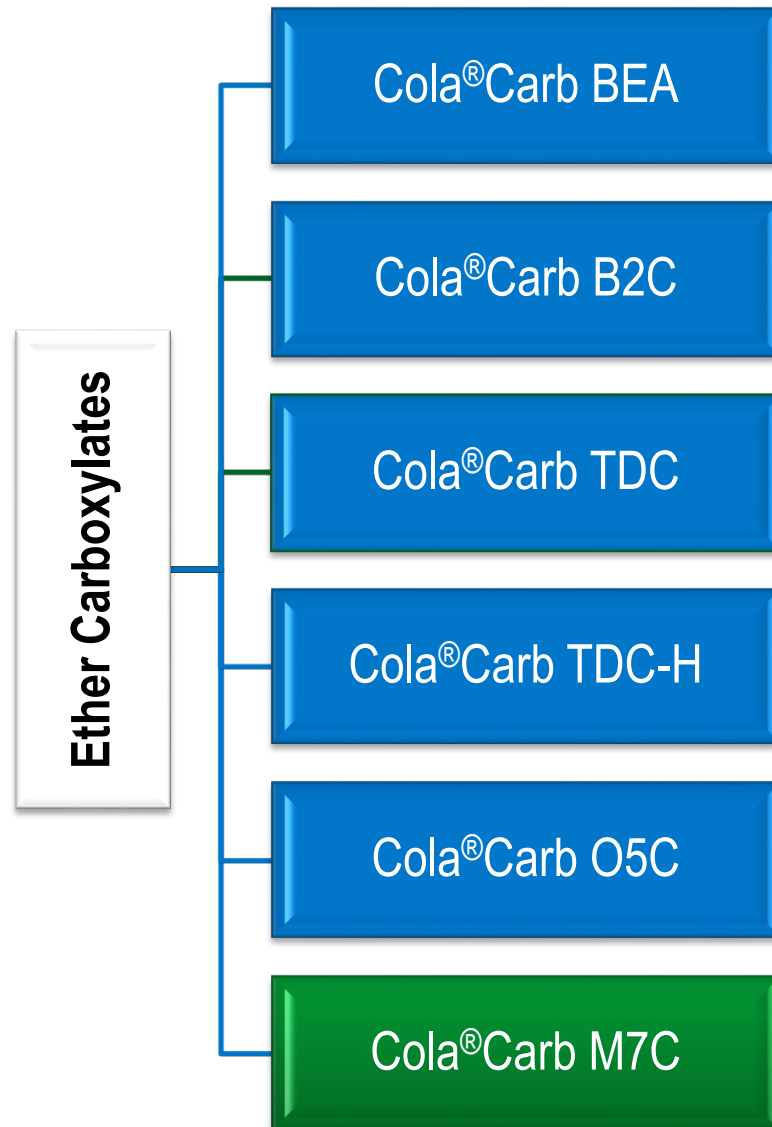 Ether Carboxylates
Cola®Carb BEA
Cola®Carb B2C
Cola®Carb TDC
Cola®Carb TDC-H
Cola®Carb O5C
Cola®Carb M7C